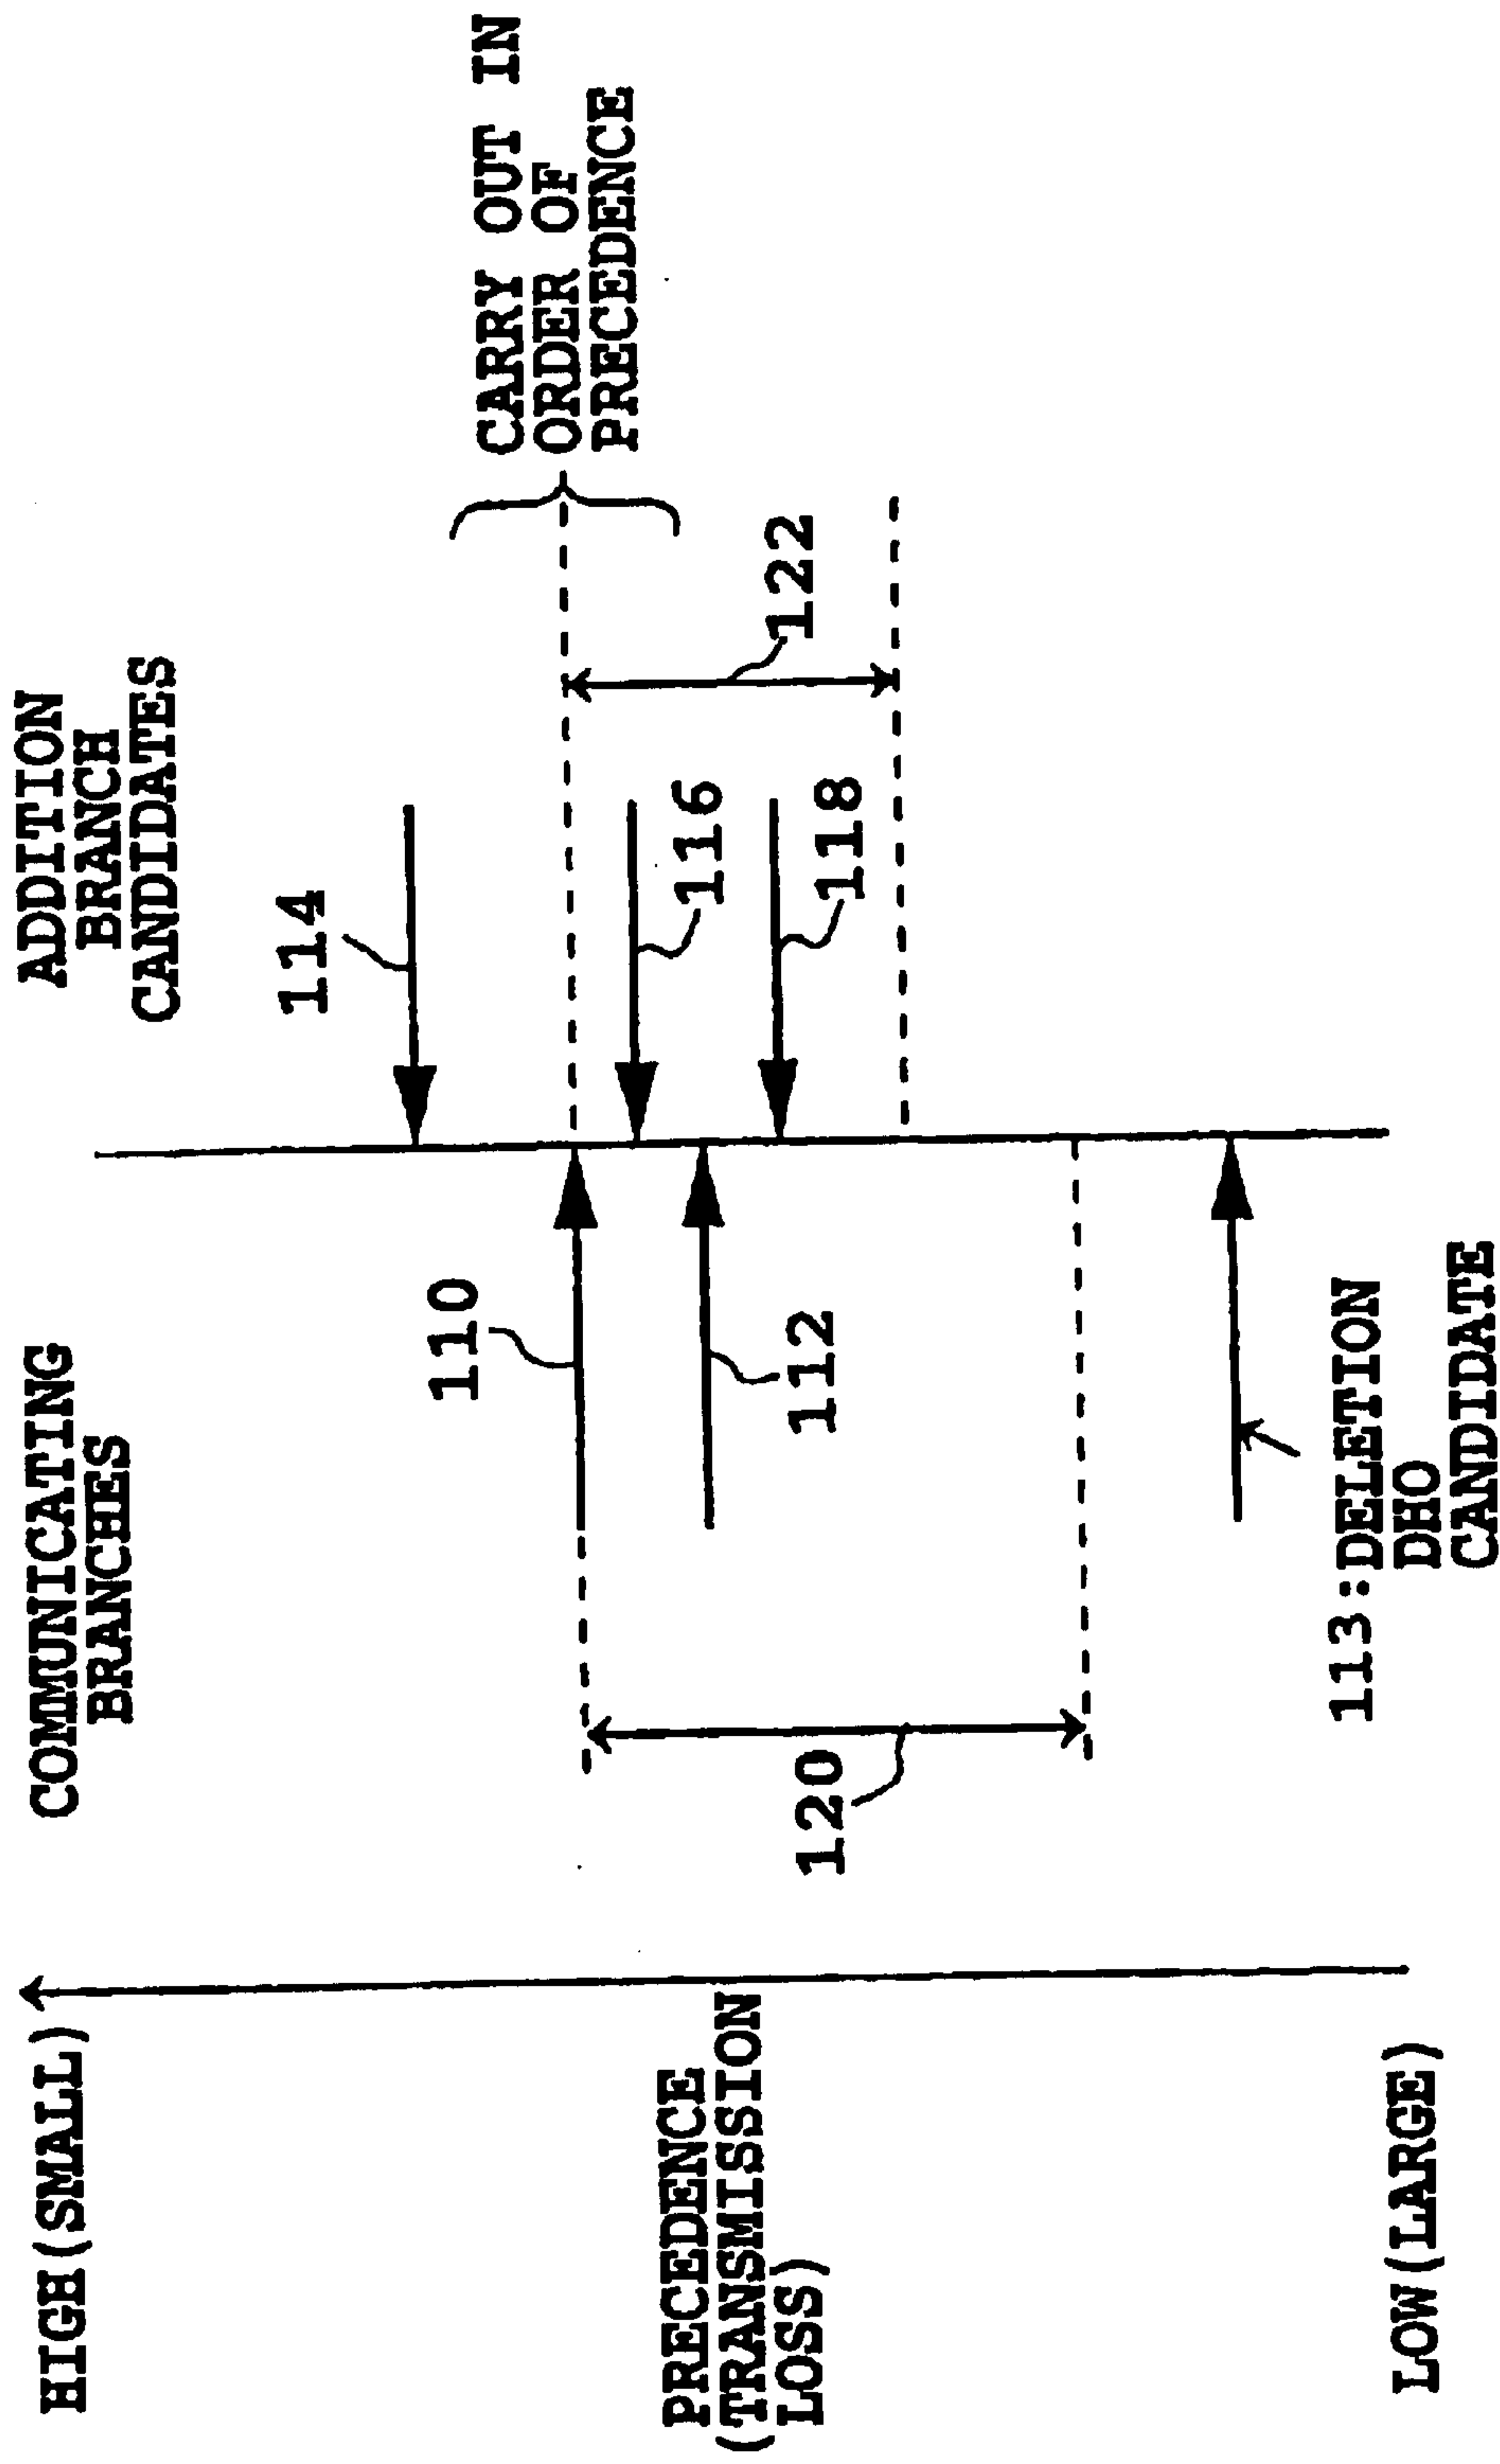 HIGH(SMALL)
PRECEDENCE
(TRANSMISSION
LOSS)
LOW(LARGE)
COMMUNICATING
BRANCHES
110
112
120
113:DELETION
DHO
CANDIDATE
ADDITION
BRANCH
CANDIDATES
114
116
118
122
CARRY OUT IN
ORDER OF
PRECEDENCE